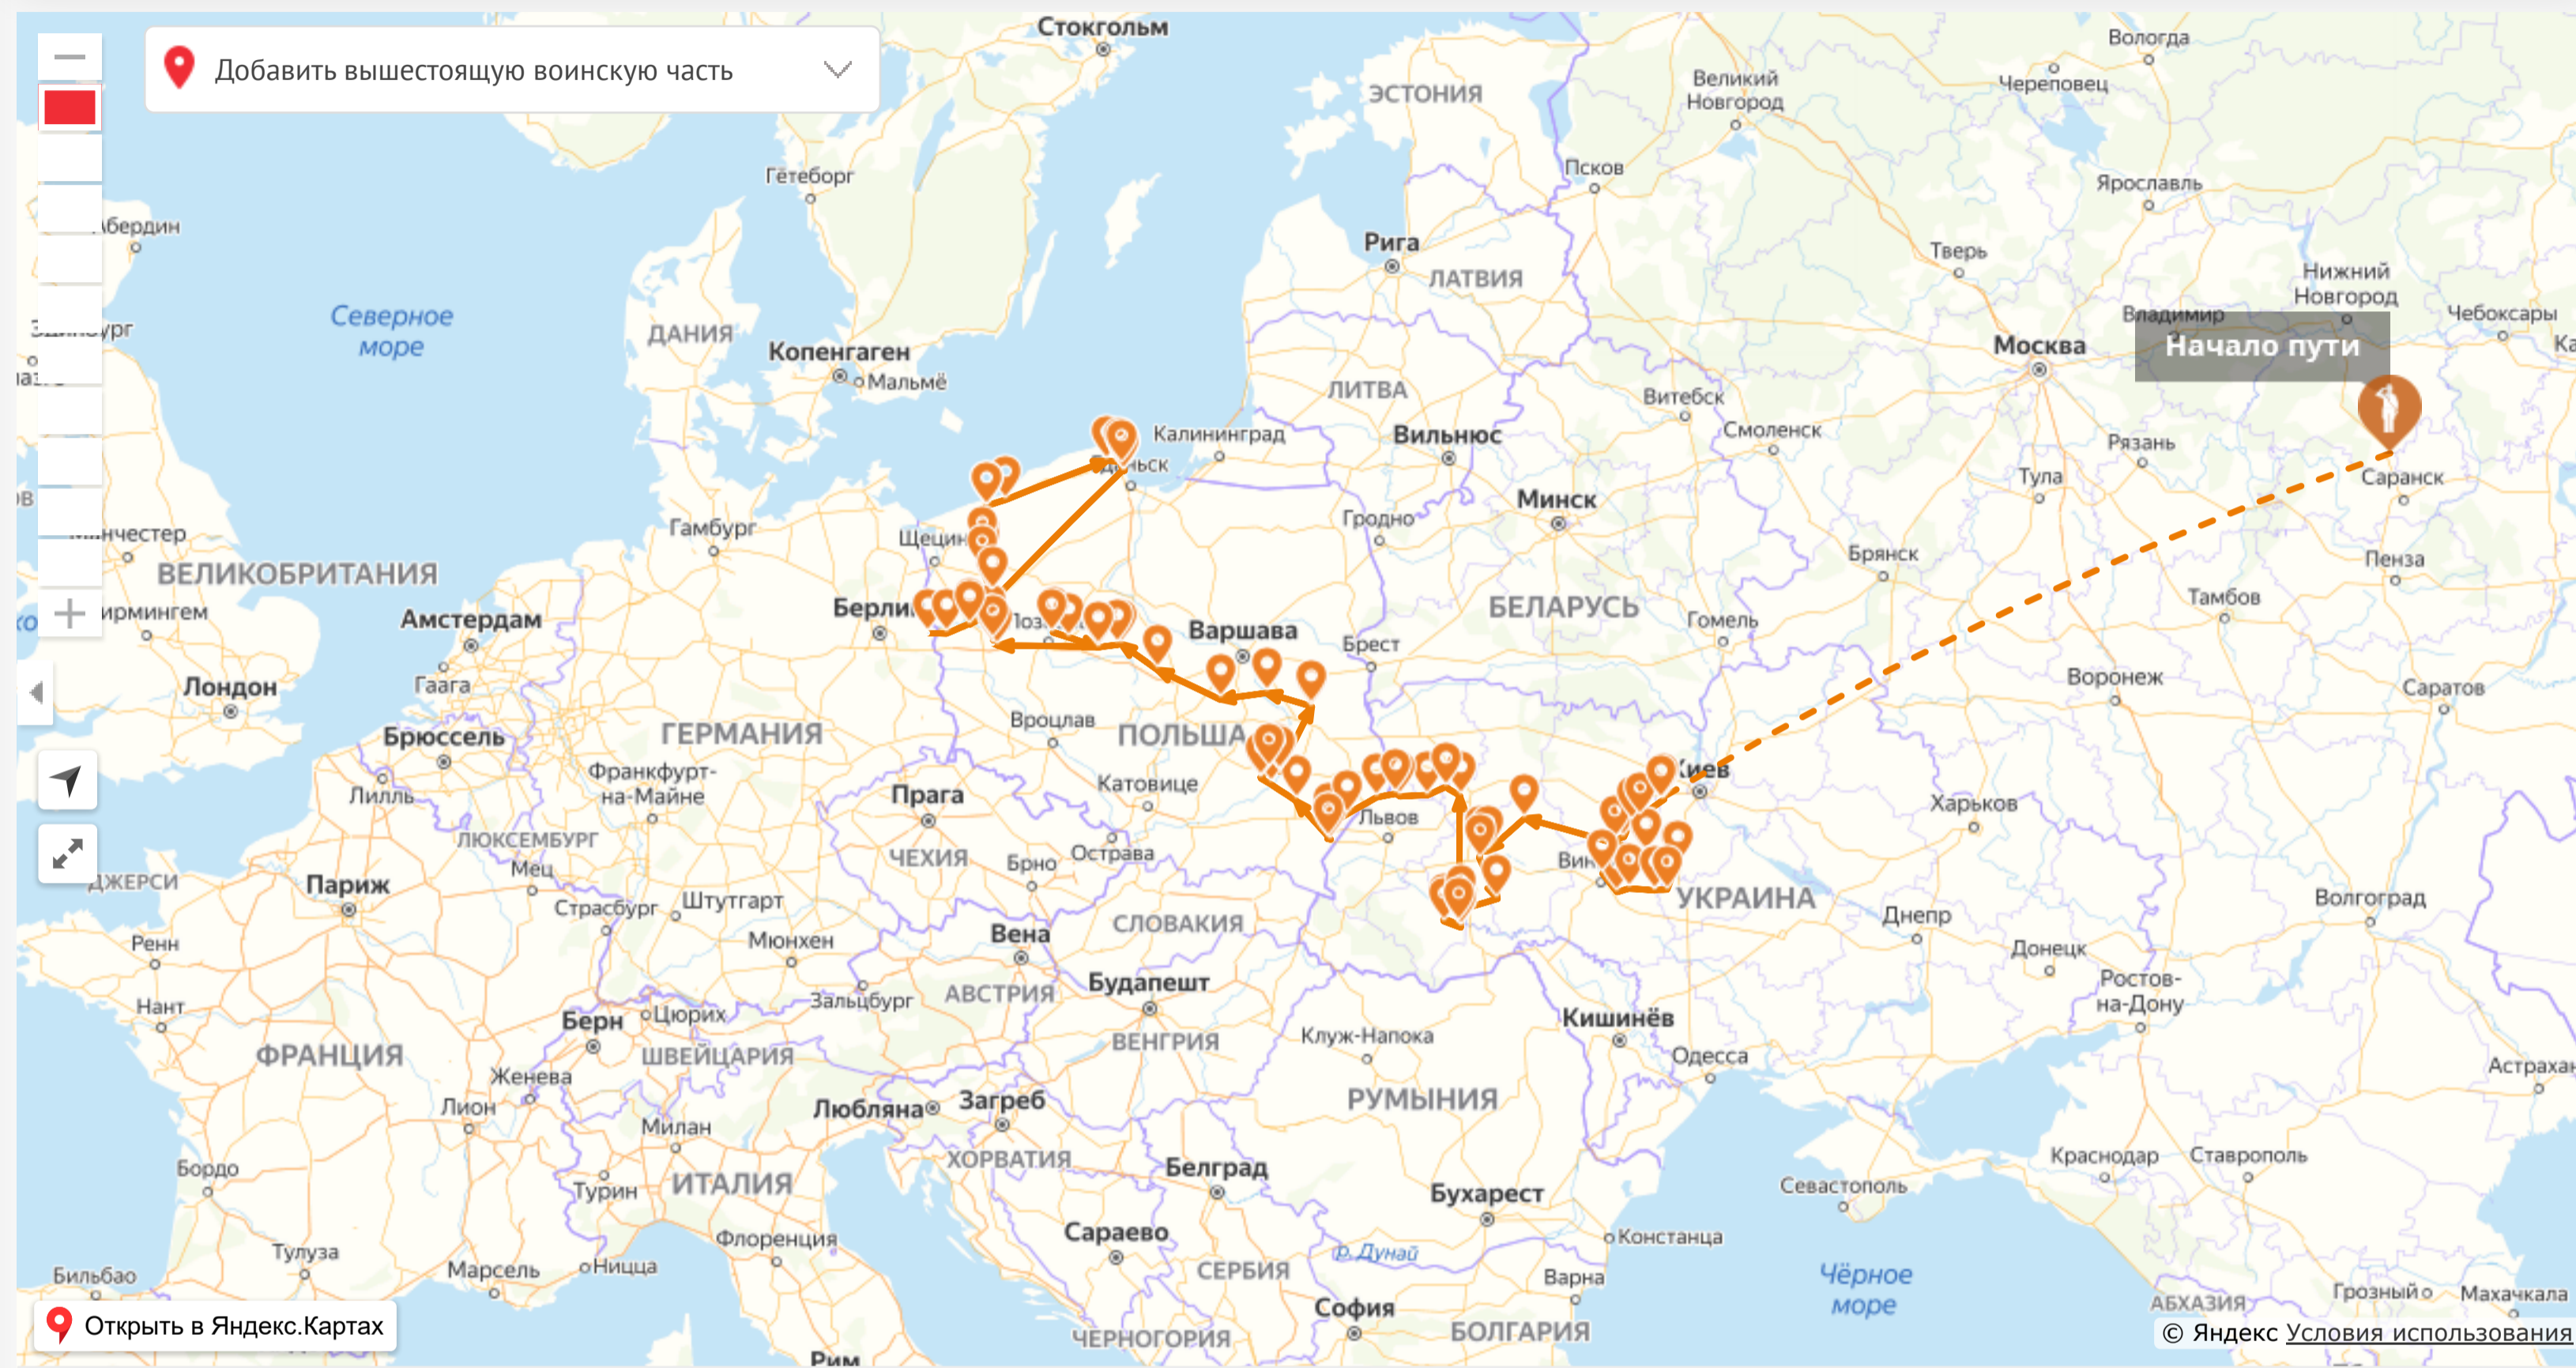 Стокгольм
Вологда
Добавить вышестоящую воинскую часть
Великий
Новгород
Череповец
ЭСТОНИЯ
Псков
Гётеборг
Ярославль
Абердин
Рига
Тверь
ЛАТВИЯ
Нижний
Новгород
Северное
море
Владимир
Чебоксары
ДАНИЯ
Москва
Начало пути
Копенгаген
Мальмё
ЛИТВА
Витебск
Калининград
Вильнюс
Смоленск
Рязань
Тула
Саранск
Минск
Гродно
Гамбург
Щецин
Брянск
Пенза
ВЕЛИКОБРИТАНИЯ
Тамбов
БЕЛАРУСЬ
Берли
Амстердам
Варшава
Гомель
Брест
Гаага
Лондон
Воронеж
Саратов
Вроцлав
ПОЛЬША
ГЕРМАНИЯ
Брюссель
Киев
Франкфурт-
на-Майне
Катовице
Лилль
Прага
Харьков
Львов
ЛЮКСЕМБУРГ
ЧЕХИЯ
Брно
Острава
Вин
Мец
ДЖЕРСИ
Париж
Страсбург
Штутгарт
УКРАИНА
Волгоград
Днепр
СЛОВАКИЯ
Ренн
Мюнхен
Вена
Донецк
Ростов-
на-Дону
Будапешт
Зальцбург
АВСТРИЯ
Нант
Берн
Цюрих
Кишинёв
Клуж-Напока
ВЕНГРИЯ
ФРАНЦИЯ
ШВЕЙЦАРИЯ
Одесса
Астрахан
Женева
Лион
Любляна
Загреб
РУМЫНИЯ
Милан
Бордо
ХОРВАТИЯ
Белград
Краснодар
Ставрополь
Турин
ИТАЛИЯ
Бухарест
Севастополь
Сараево
Флоренция
Констанца
Тулуза
р. Дунай
Бильбао
Марсель
Ницца
СЕРБИЯ
Варна
Чёрное
море
Грозный
Махачкала
АБХАЗИЯ
София
Открыть в Яндекс.Картах
ЧЕРНОГОРИЯ
БОЛГАРИЯ
© Яндекс Условия использования
Рим